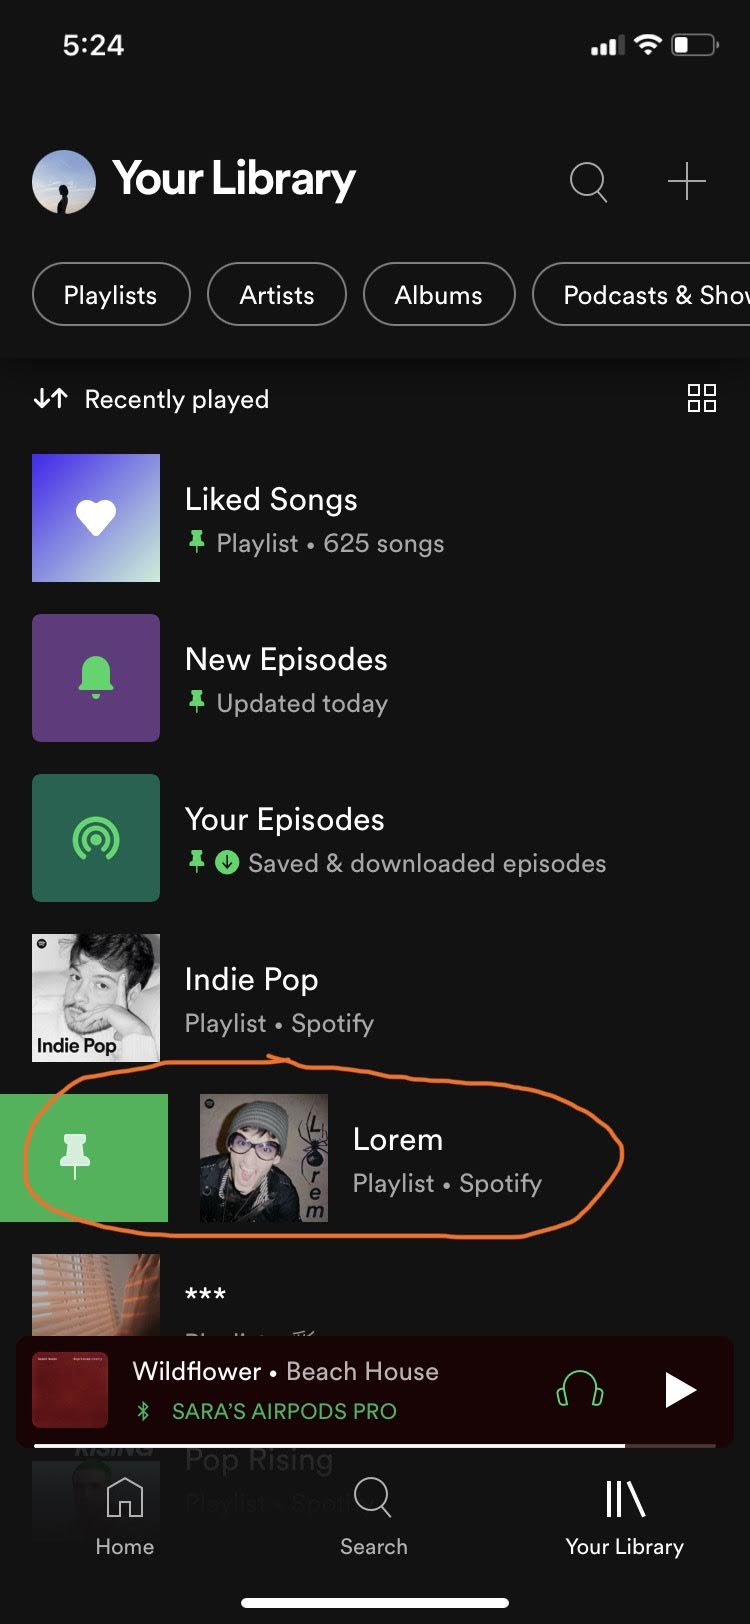 5:24
Your Library
Playlists
Artists
Albums
Podcasts & Show
Recently played
Liked Songs
Playlist • 625 songs
New Episodes
Updated today
Your Episodes
Saved & downloaded episodes
Indie Pop
Indie Pop
Playlist • Spotify
Lorem
Lorem
Playlist • Spotify
***
Wildflower • Beach House
SARA'S AIRPODS PRO
RISING
Pop Rising
Playlist • Spoti
Home
Search
Your Library